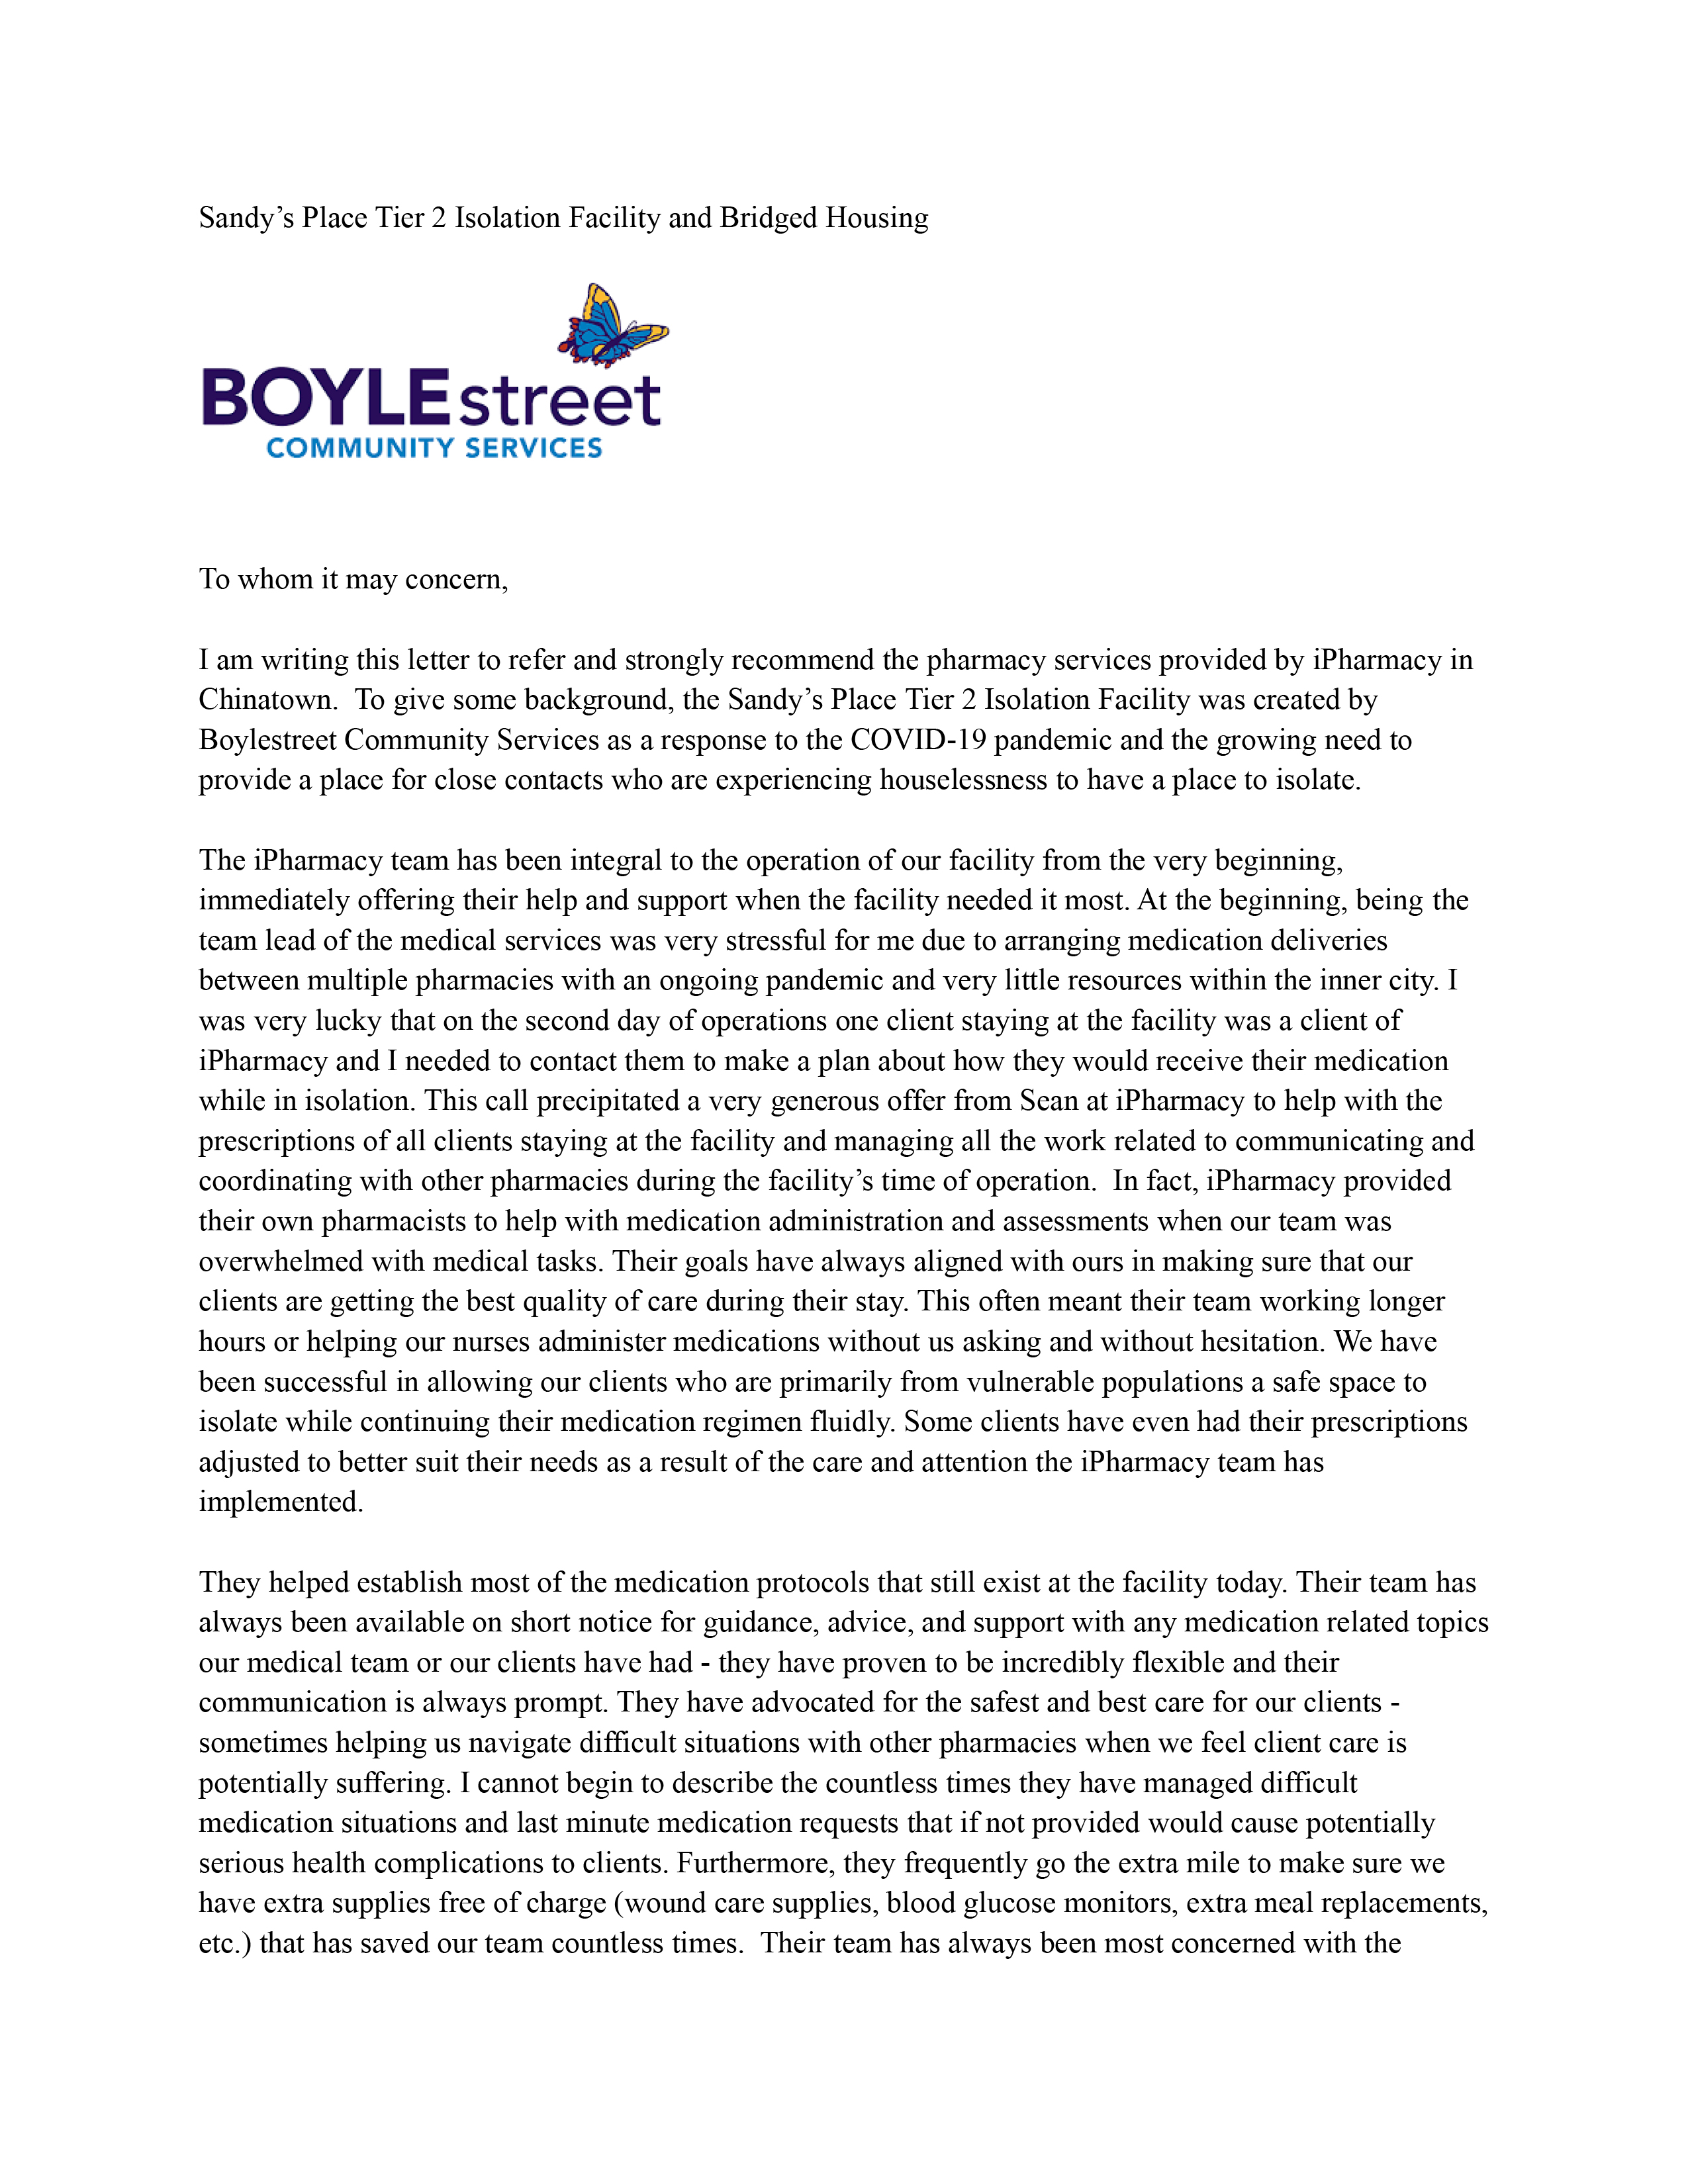 Sandy’s Place Tier 2 Isolation Facility and Bridged Housing
BOYLE street
COMMUNITY SERVICES
To whom it may concern,
I am writing this letter to refer and strongly recommend the pharmacy services provided by iPharmacy in
Chinatown.  To give some background, the Sandy’s Place Tier 2 Isolation Facility was created by
Boylestreet Community Services as a response to the COVID-19 pandemic and the growing need to
provide a place for close contacts who are experiencing houselessness to have a place to isolate.
The iPharmacy team has been integral to the operation of our facility from the very beginning,
immediately offering their help and support when the facility needed it most. At the beginning, being the
team lead of the medical services was very stressful for me due to arranging medication deliveries
between multiple pharmacies with an ongoing pandemic and very little resources within the inner city. I
was very lucky that on the second day of operations one client staying at the facility was a client of
iPharmacy and I needed to contact them to make a plan about how they would receive their medication
while in isolation. This call precipitated a very generous offer from Sean at iPharmacy to help with the
prescriptions of all clients staying at the facility and managing all the work related to communicating and
coordinating with other pharmacies during the facility’s time of operation.  In fact, iPharmacy provided
their own pharmacists to help with medication administration and assessments when our team was
overwhelmed with medical tasks. Their goals have always aligned with ours in making sure that our
clients are getting the best quality of care during their stay. This often meant their team working longer
hours or helping our nurses administer medications without us asking and without hesitation. We have
been successful in allowing our clients who are primarily from vulnerable populations a safe space to
isolate while continuing their medication regimen fluidly. Some clients have even had their prescriptions
adjusted to better suit their needs as a result of the care and attention the iPharmacy team has
implemented.
They helped establish most of the medication protocols that still exist at the facility today. Their team has
always been available on short notice for guidance, advice, and support with any medication related topics
our medical team or our clients have had - they have proven to be incredibly flexible and their
communication is always prompt. They have advocated for the safest and best care for our clients -
sometimes helping us navigate difficult situations with other pharmacies when we feel client care is
potentially suffering. I cannot begin to describe the countless times they have managed difficult
medication situations and last minute medication requests that if not provided would cause potentially
serious health complications to clients. Furthermore, they frequently go the extra mile to make sure we
have extra supplies free of charge (wound care supplies, blood glucose monitors, extra meal replacements,
etc.) that has saved our team countless times.  Their team has always been most concerned with the